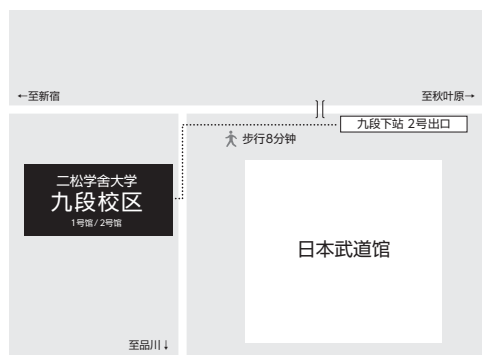 ←至新宿
至秋叶原→
九段下站 2号出口
步行8分钟
二松学舍大学
九段校区
1号馆/2号馆
日本武道馆
至品川↓